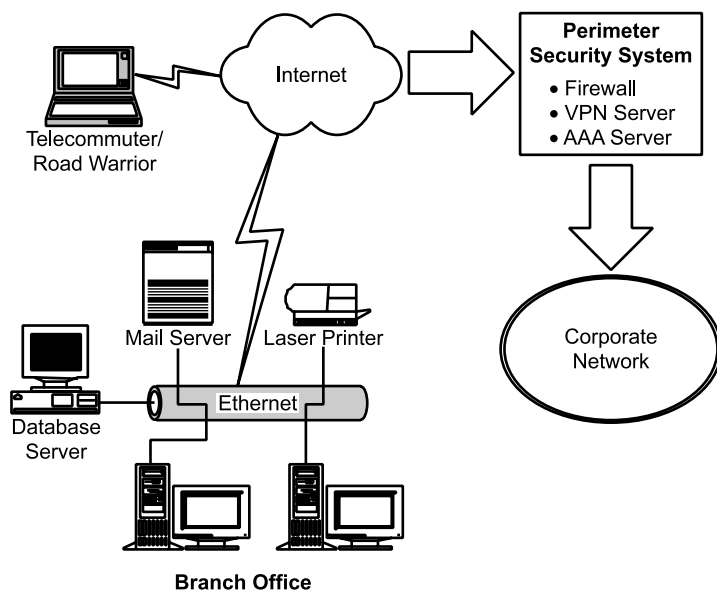 Internet
Perimeter
Security System
• Firewall
• VPN Server
• AAA Server
Telecommuter/
Road Warrior
Mail Server
Laser Printer
Corporate
Network
Ethernet
Database
Server
Branch Office